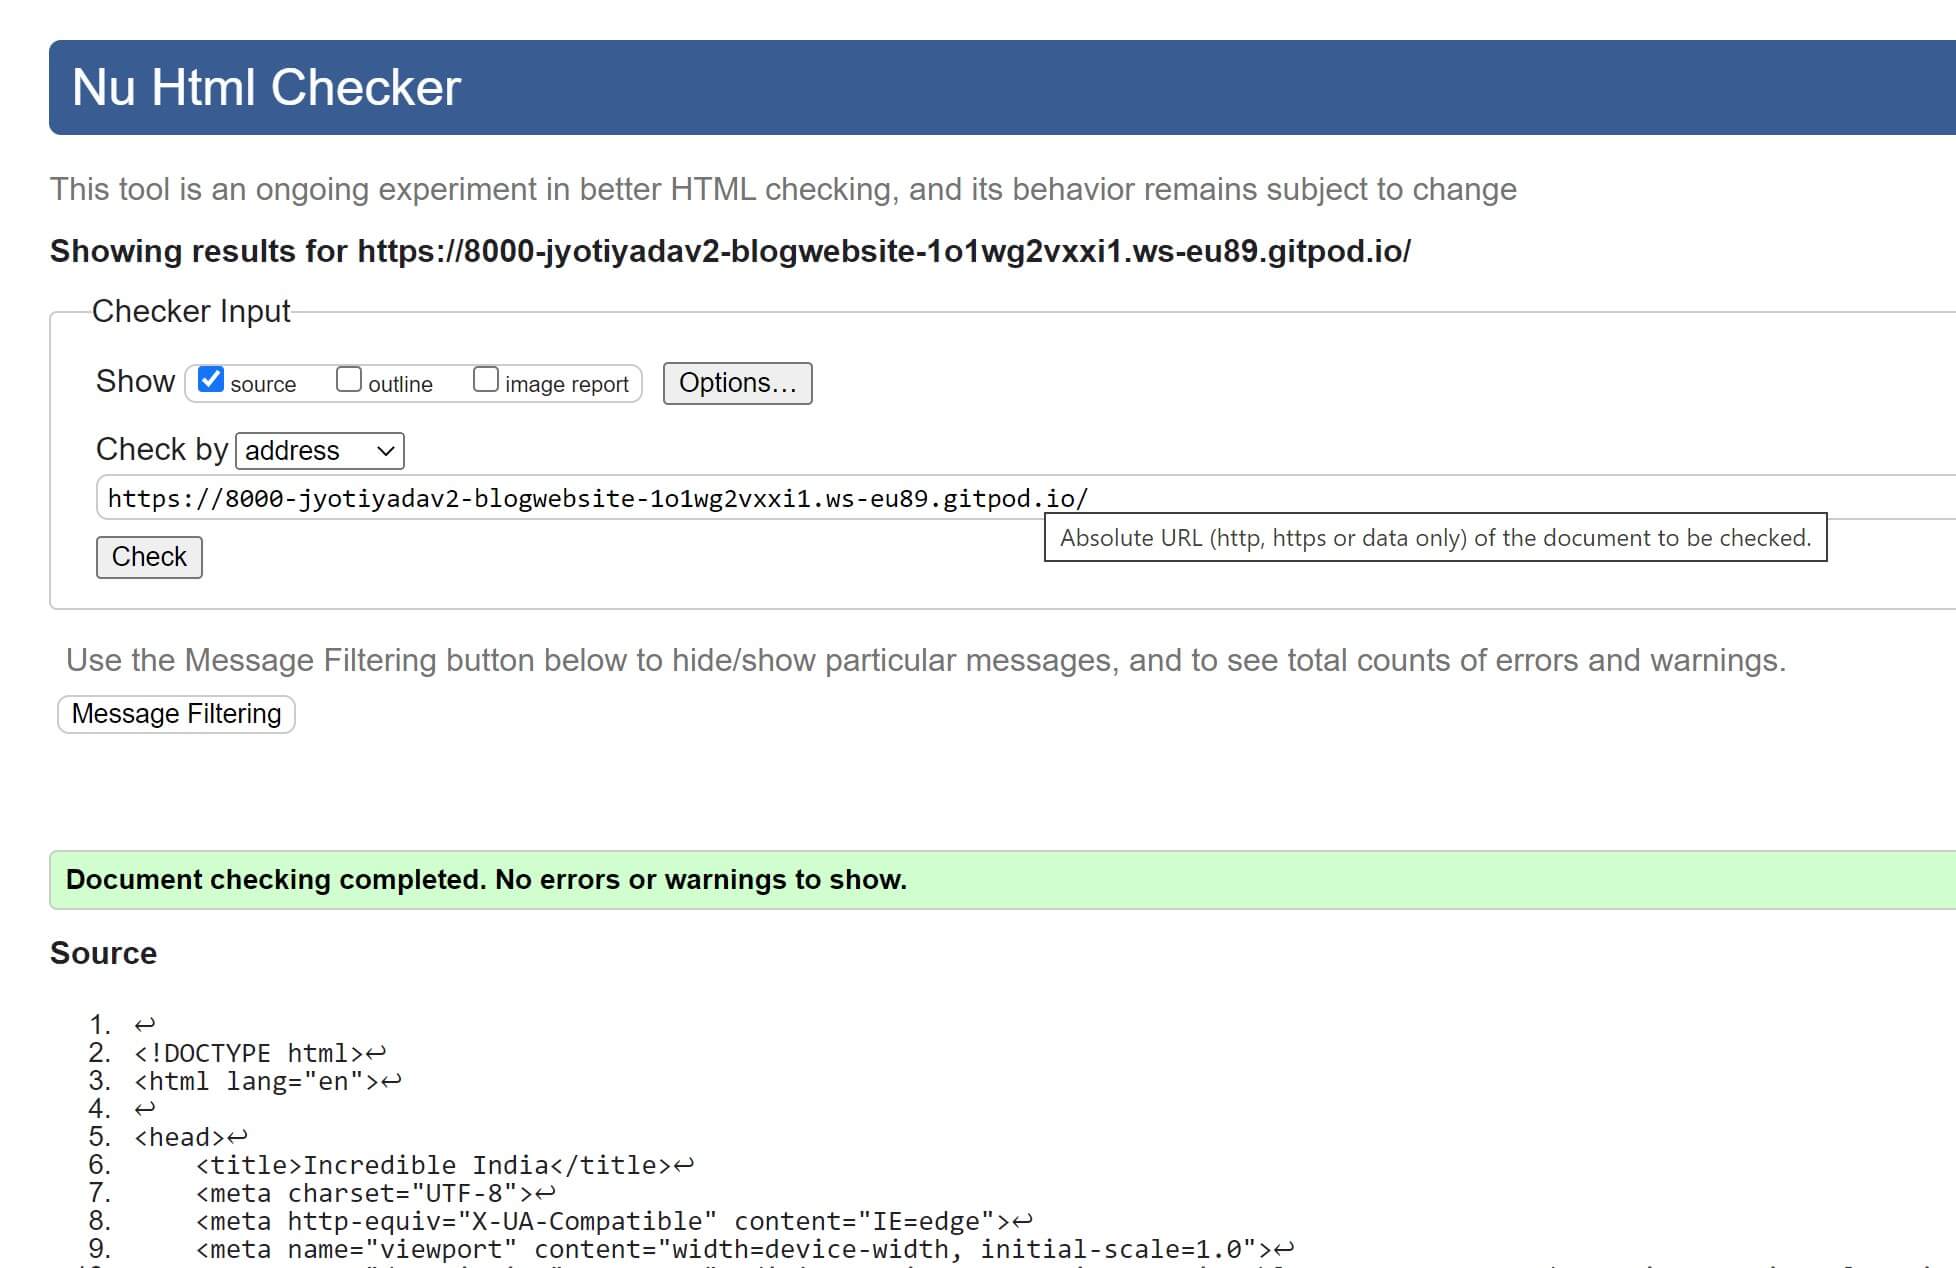 Nu Html Checker
This tool is an ongoing experiment in better HTML checking, and its behavior remains subject to change
Showing results for https://8000-jyotiyadav2-blogwebsite-1o1wg2vxxi1.ws-eu89.gitpod.io/
Checker Input
Show source outline image report Options...
Check by address
https://8000-jyotiyadav2-blogwebsite-1o1wg2vxxi1.ws-eu89.gitpod.io/
Absolute URL (http, https or data only) of the document to be checked.
Check
Use the Message Filtering button below to hide/show particular messages, and to see total counts of errors and warnings.
Message Filtering
Document checking completed. No errors or warnings to show.
Source
1. ↩
2. <!DOCTYPE html>↩
3. <html lang="en">↩
4. ↩
5. <head>↩
6. <title>Incredible India</title>↩
7. <meta charset="UTF-8">↩
8. <meta http-equiv="X-UA-Compatible" content="IE=edge">↩
9. <meta name="viewport" content="width=device-width, initial-scale=1.0">↩